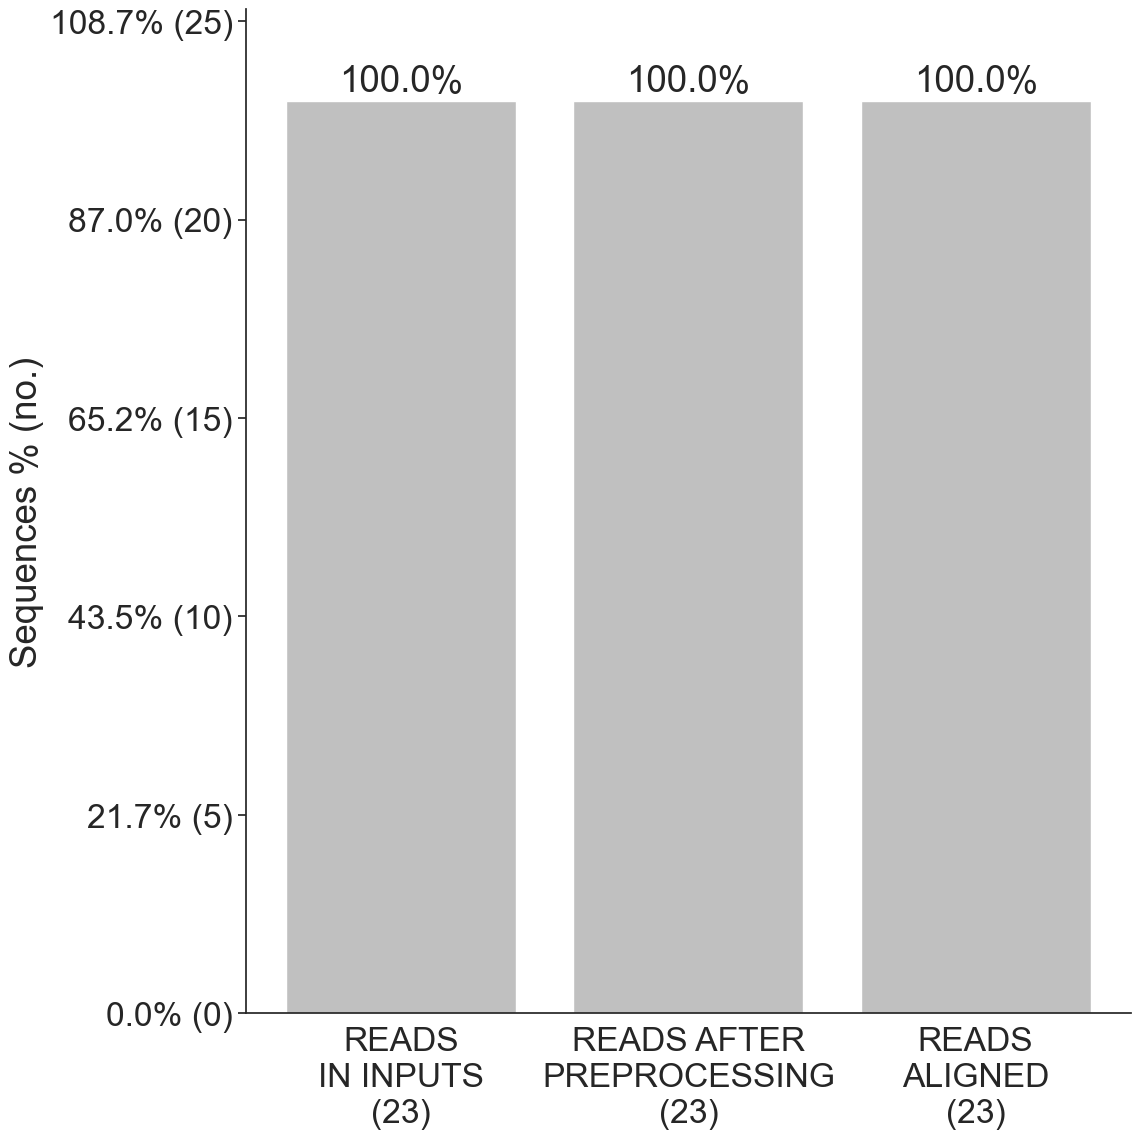 108.7% (25)
100.0% 100.0% 100.0%
87.0% (20)
65.2% (15)
Sequences % (no.)
43.5% (10)
21.7% (5)
0.0% (0)
READS
IN INPUTS
(23)
READS AFTER
PREPROCESSING
(23)
READS
ALIGNED
(23)